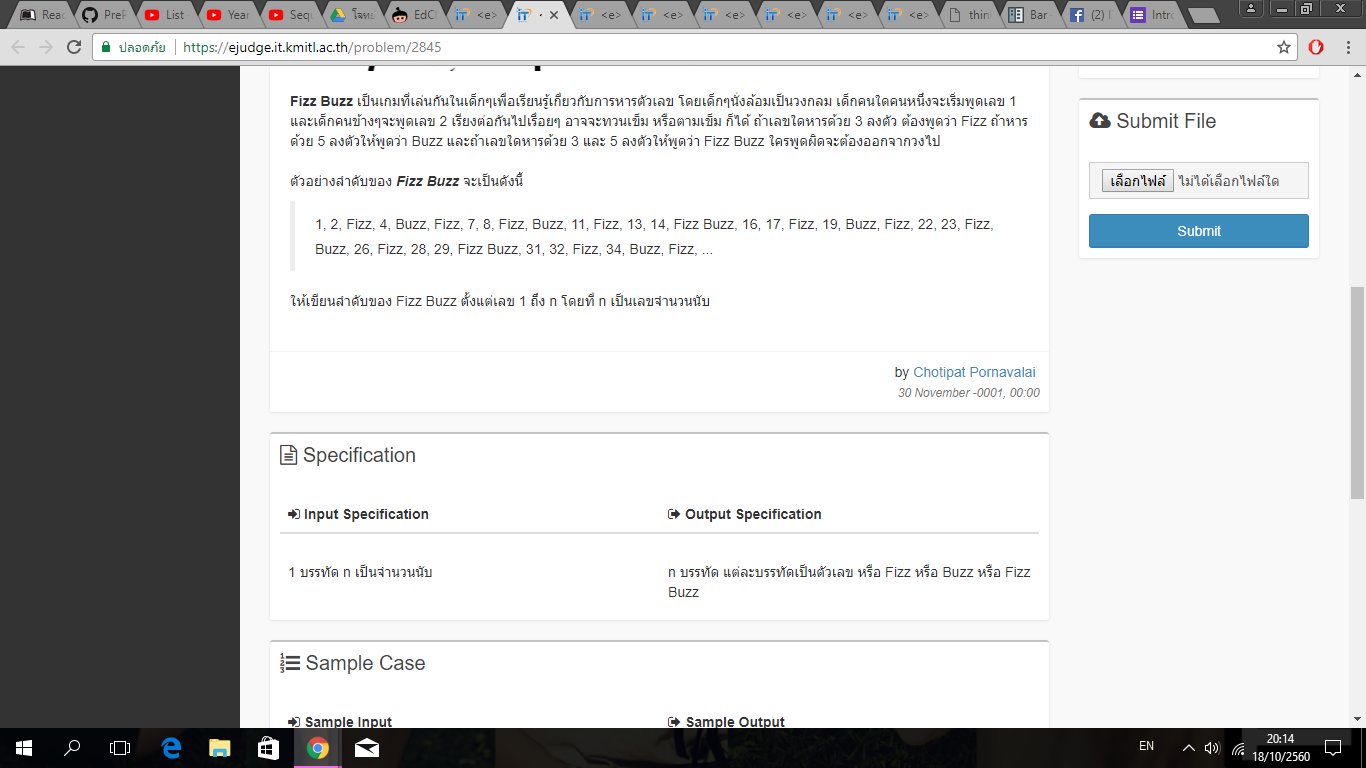 Reac
PreF
List
Year
Sequ
โจทย
EdC
<e>
<e>
<e>
<e>
<e>
<e>
<e>
thin
Bar
(2) I
Intro
ปลอดภัย
https://ejudge.it.kmitl.ac.th/problem/2845
Fizz Buzz เป็นเกมที่เล่นกันในเด็กๆเพื่อเรียนรู้เกี่ยวกับการหารตัวเลข โดยเด็กๆนั่งล้อมเป็นวงกลม เด็กคนใดคนหนึ่งจะเริ่มพูดเลข 1
และเด็กคนข้างๆจะพูดเลข 2 เรียงต่อกันไปเรื่อยๆ อาจจะทวนเข็ม หรือตามเข็ม ก็ได้ ถ้าเลขใดหารด้วย 3 ลงตัว ต้องพูดว่า Fizz ถ้าหาร
ด้วย 5 ลงตัวให้พูดว่า Buzz และถ้าเลขใดหารด้วย 3 และ 5 ลงตัวให้พูดว่า Fizz Buzz ใครพูดผิดจะต้องออกจากวงไป
ตัวอย่างลำดับของ Fizz Buzz จะเป็นดังนี้
1, 2, Fizz, 4, Buzz, Fizz, 7, 8, Fizz, Buzz, 11, Fizz, 13, 14, Fizz Buzz, 16, 17, Fizz, 19, Buzz, Fizz, 22, 23, Fizz,
Buzz, 26, Fizz, 28, 29, Fizz Buzz, 31, 32, Fizz, 34, Buzz, Fizz, ...
ให้เขียนลำดับของ Fizz Buzz ตั้งแต่เลข 1 ถึง n โดยที่ n เป็นเลขจำนวนนับ
by Chotipat Pornavalai
30 November -0001, 00:00
Submit File
เลือกไฟล์ ไม่ได้เลือกไฟล์ใด
Submit
Specification
Input Specification
Output Specification
1 บรรทัด n เป็นจำนวนนับ
n บรรทัด แต่ละบรรทัดเป็นตัวเลข หรือ Fizz หรือ Buzz หรือ Fizz
Buzz
Sample Case
Sample Input
Sample Output
EN
20:14
18/10/2560